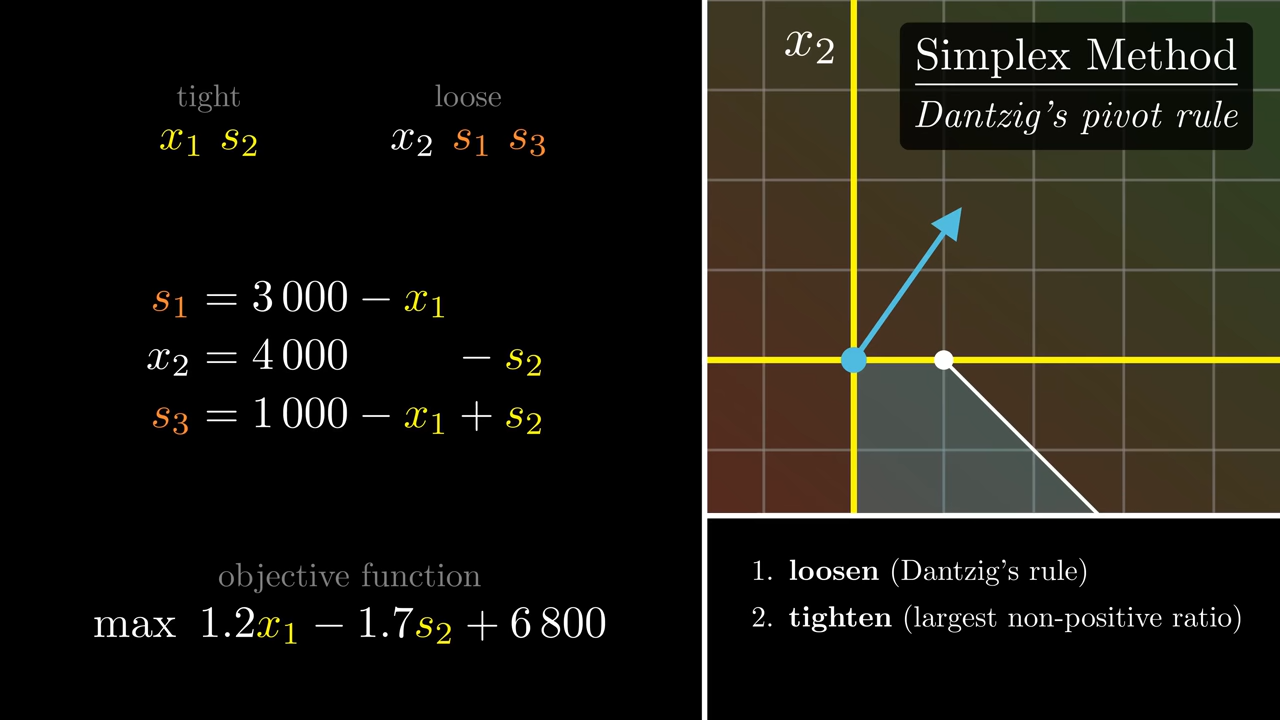 tight loose
x₁ s₂ x₂ s₁ s₃
s₁ = 3 000 − x₁
x₂ = 4 000 − s₂
s₃ = 1 000 − x₁ + s₂
objective function
max 1.2x₁ − 1.7s₂ + 6 800
x₂
Simplex Method
Dantzig's pivot rule
1. loosen (Dantzig's rule)
2. tighten (largest non-positive ratio)